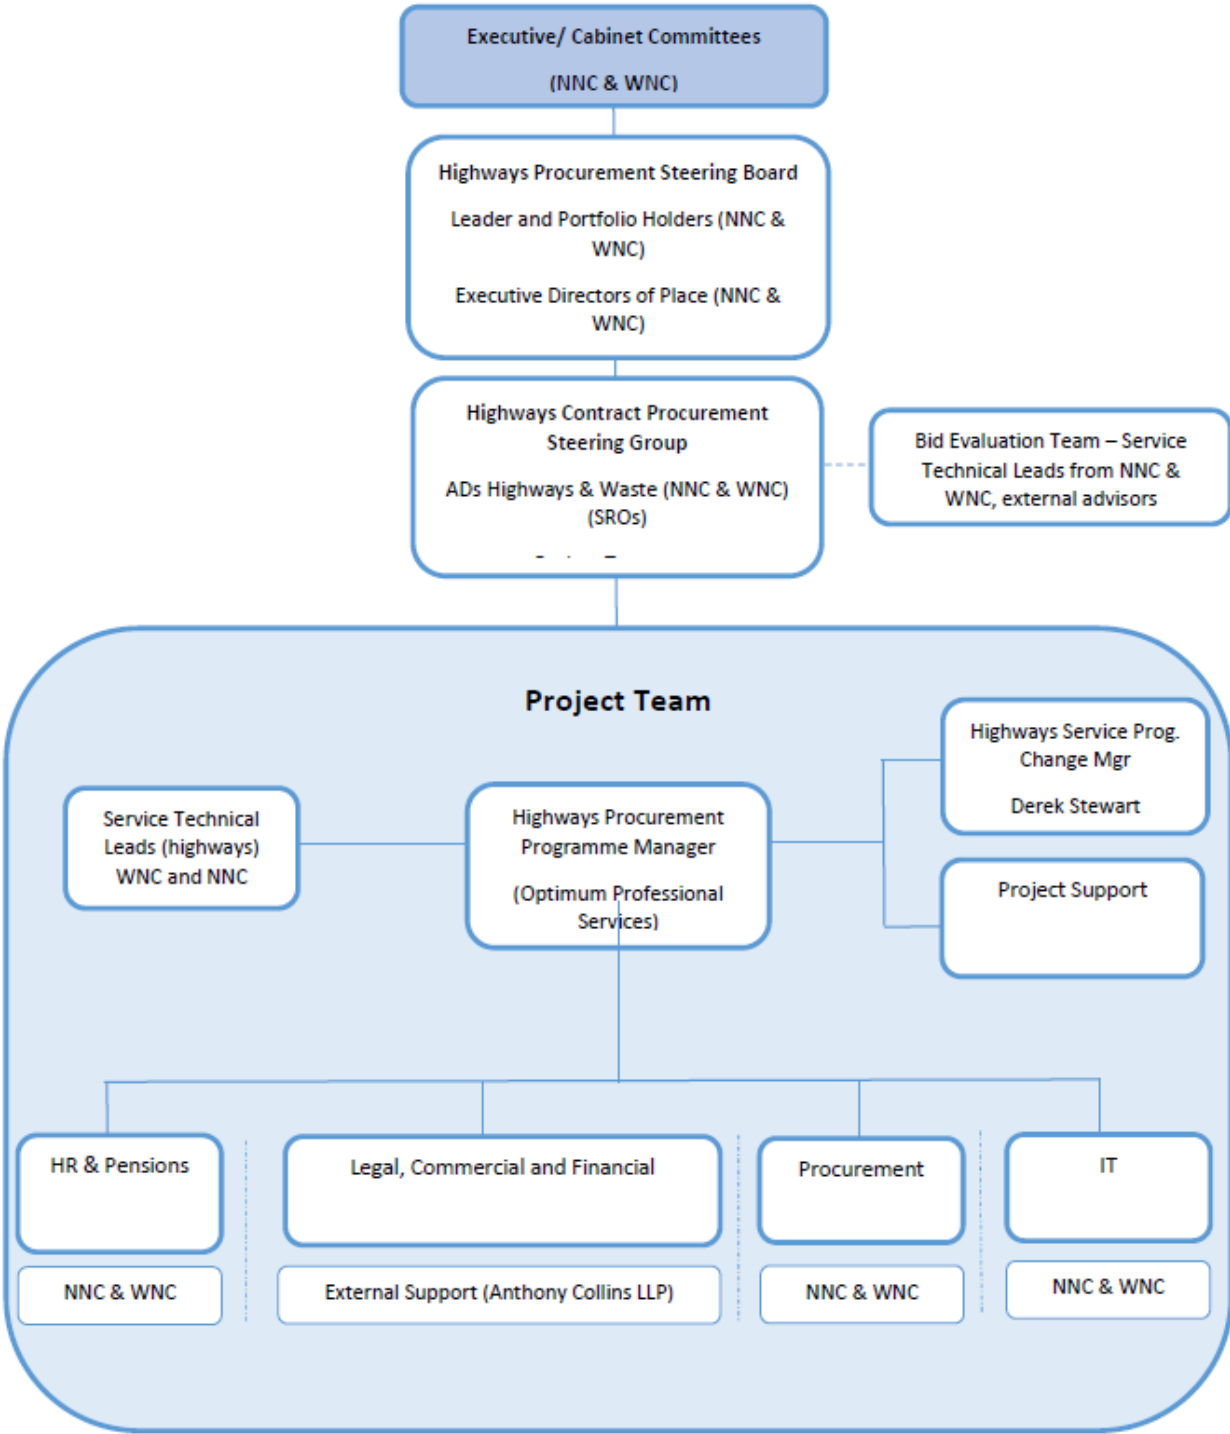 Executive/ Cabinet Committees
(NNC & WNC)
Highways Procurement Steering Board
Leader and Portfolio Holders (NNC &
WNC)
Executive Directors of Place (NNC &
WNC)
Highways Contract Procurement
Steering Group
ADs Highways & Waste (NNC & WNC)
(SROs)
Bid Evaluation Team – Service
Technical Leads from NNC &
WNC, external advisors
Project Team
Highways Service Prog.
Change Mgr
Derek Stewart
Service Technical
Leads (highways)
WNC and NNC
Highways Procurement
Programme Manager
(Optimum Professional
Services)
Project Support
HR & Pensions
Legal, Commercial and Financial
Procurement
IT
NNC & WNC
External Support (Anthony Collins LLP)
NNC & WNC
NNC & WNC